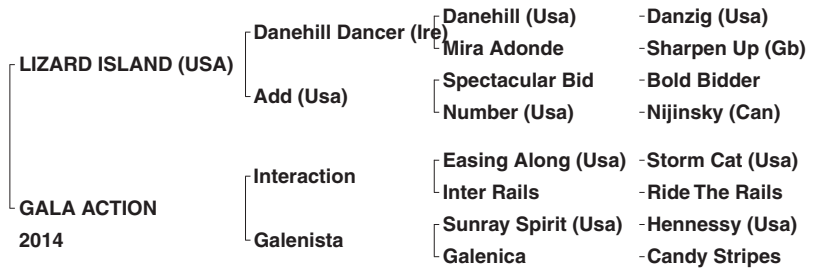 Danehill (Usa) -Danzig (Usa)
Danehill Dancer (Ire)
Mira Adonde -Sharpen Up (Gb)
LIZARD ISLAND (USA)
Spectacular Bid -Bold Bidder
Add (Usa)
Number (Usa) -Nijinsky (Can)
Easing Along (Usa) -Storm Cat (Usa)
Interaction
Inter Rails -Ride The Rails
GALA ACTION
Sunray Spirit (Usa) -Hennessy (Usa)
2014 Galenista
Galenica -Candy Stripes